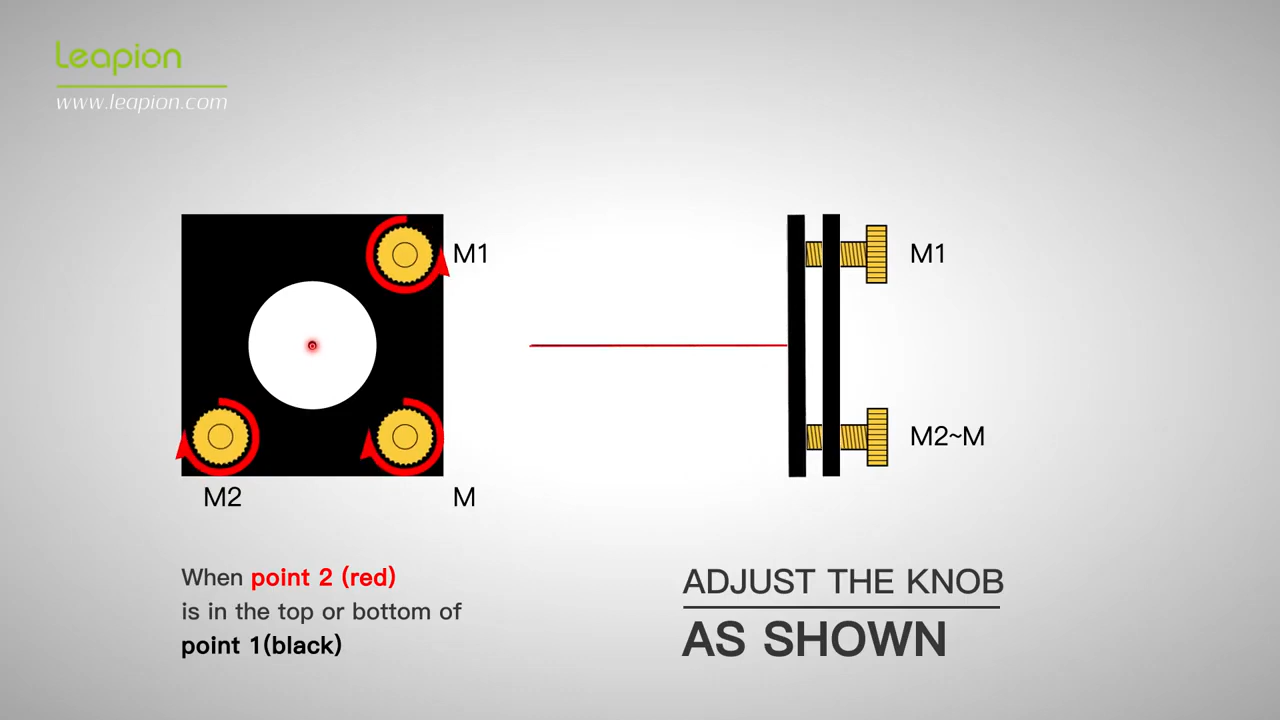 Leapion
www.leapion.com
M1
M2
M
M1
M2~M
When point 2 (red)
is in the top or bottom of
point 1(black)
ADJUST THE KNOB
AS SHOWN